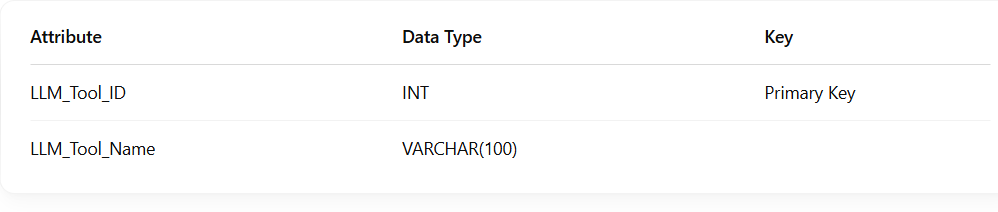 Attribute Data Type Key
LLM_Tool_ID INT Primary Key
LLM_Tool_Name VARCHAR(100)